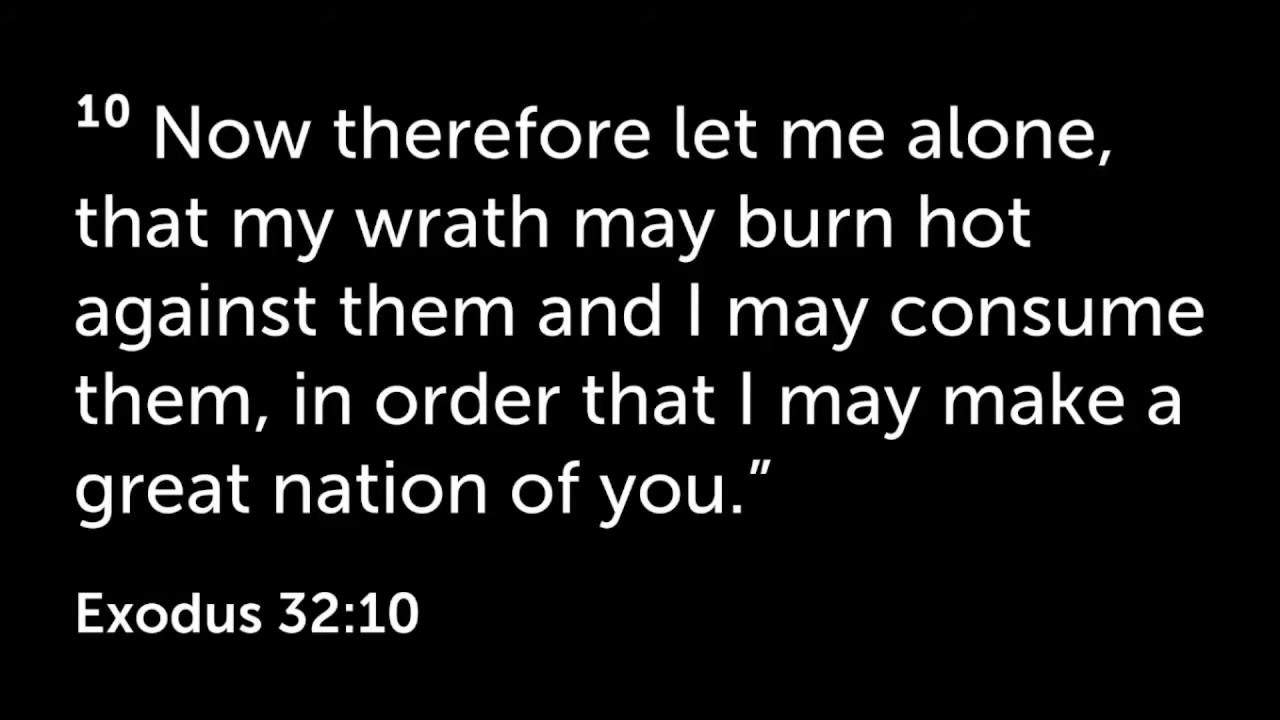 10 Now therefore let me alone,
that my wrath may burn hot
against them and I may consume
them, in order that I may make a
great nation of you.”
Exodus 32:10